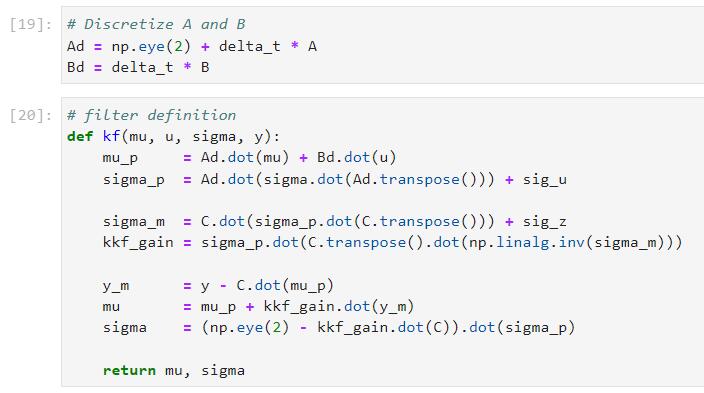 [19]: # Discretize A and B
Ad = np.eye(2) + delta_t * A
Bd = delta_t * B
[20]: # filter definition
def kf(mu, u, sigma, y):
    mu_p     = Ad.dot(mu) + Bd.dot(u)
    sigma_p  = Ad.dot(sigma.dot(Ad.transpose())) + sig_u
    sigma_m  = C.dot(sigma_p.dot(C.transpose())) + sig_z
    kkf_gain = sigma_p.dot(C.transpose().dot(np.linalg.inv(sigma_m)))
    y_m      = y - C.dot(mu_p)
    mu       = mu_p + kkf_gain.dot(y_m)
    sigma    = (np.eye(2) - kkf_gain.dot(C)).dot(sigma_p)
    return mu, sigma